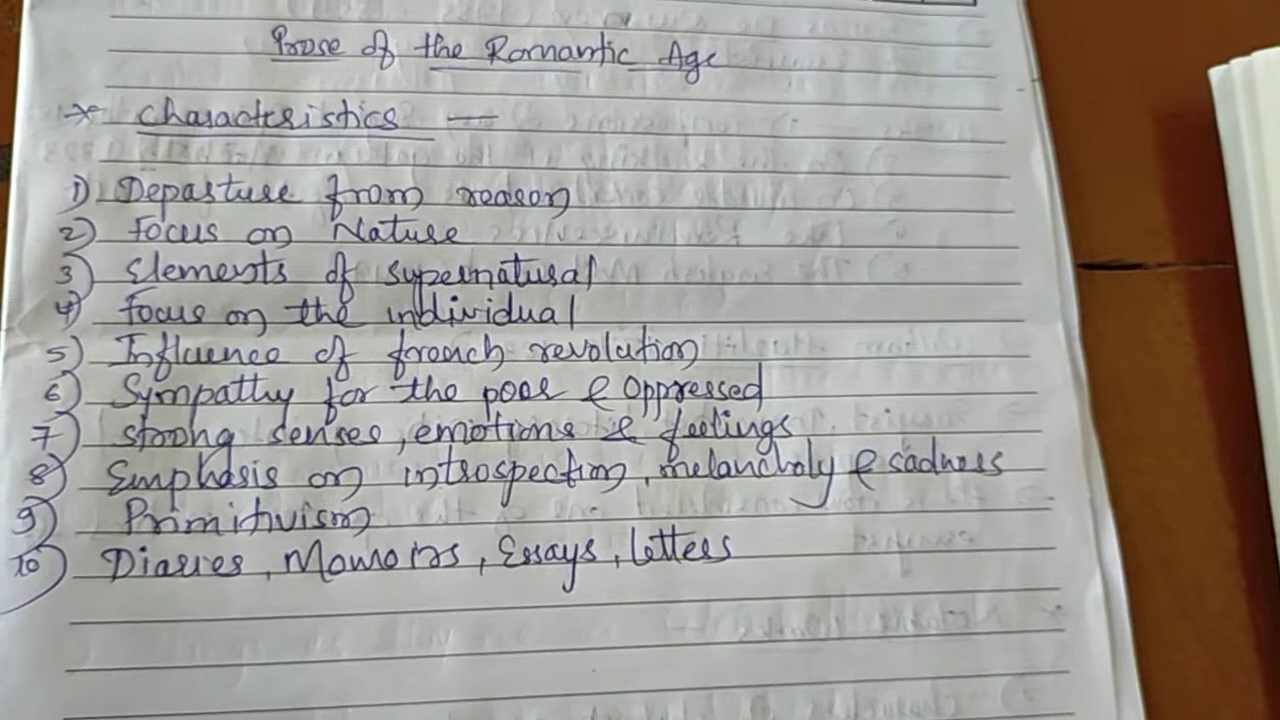 Prose of the Romantic Age
* Characteristics —
1) Departure from reason
2) Focus on Nature
3) Elements of supernatural
4) Focus on the individual
5) Influence of french revolution
6) Sympathy for the poor & oppressed
7) Strong senses, emotions & feelings
8) Emphasis on introspection, melancholy & sadness
9) Primitivism
10) Diaries, Memoirs, Essays, letters